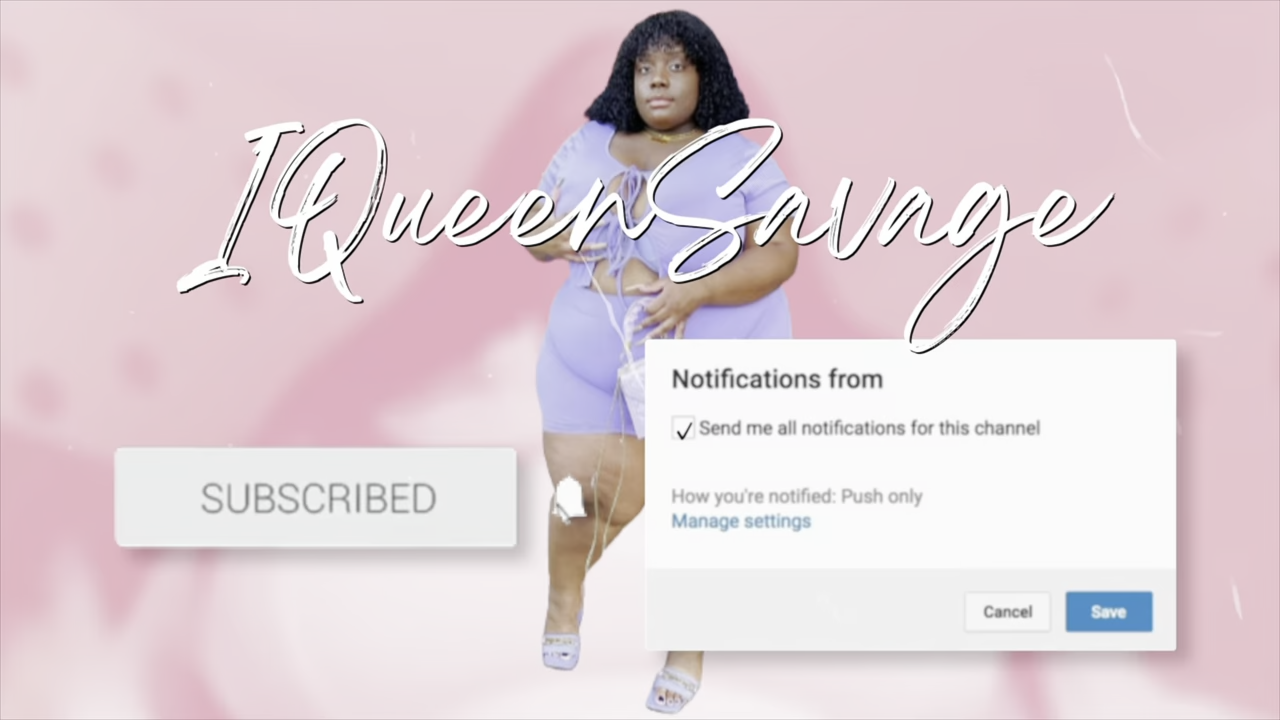 IQueenSavage
Notifications from
Send me all notifications for this channel
SUBSCRIBED
How you're notified: Push only
Manage settings
Cancel
Save